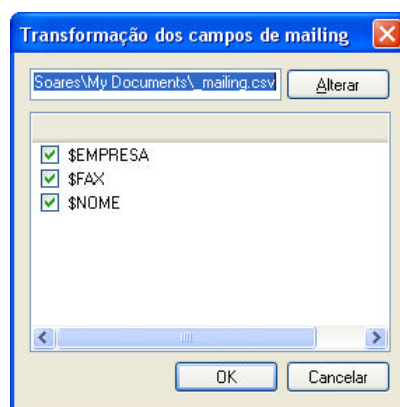 Transformação dos campos de mailing
Soares\My Documents\_mailing.csv
Alterar
$EMPRESA
$FAX
$NOME
OK
Cancelar